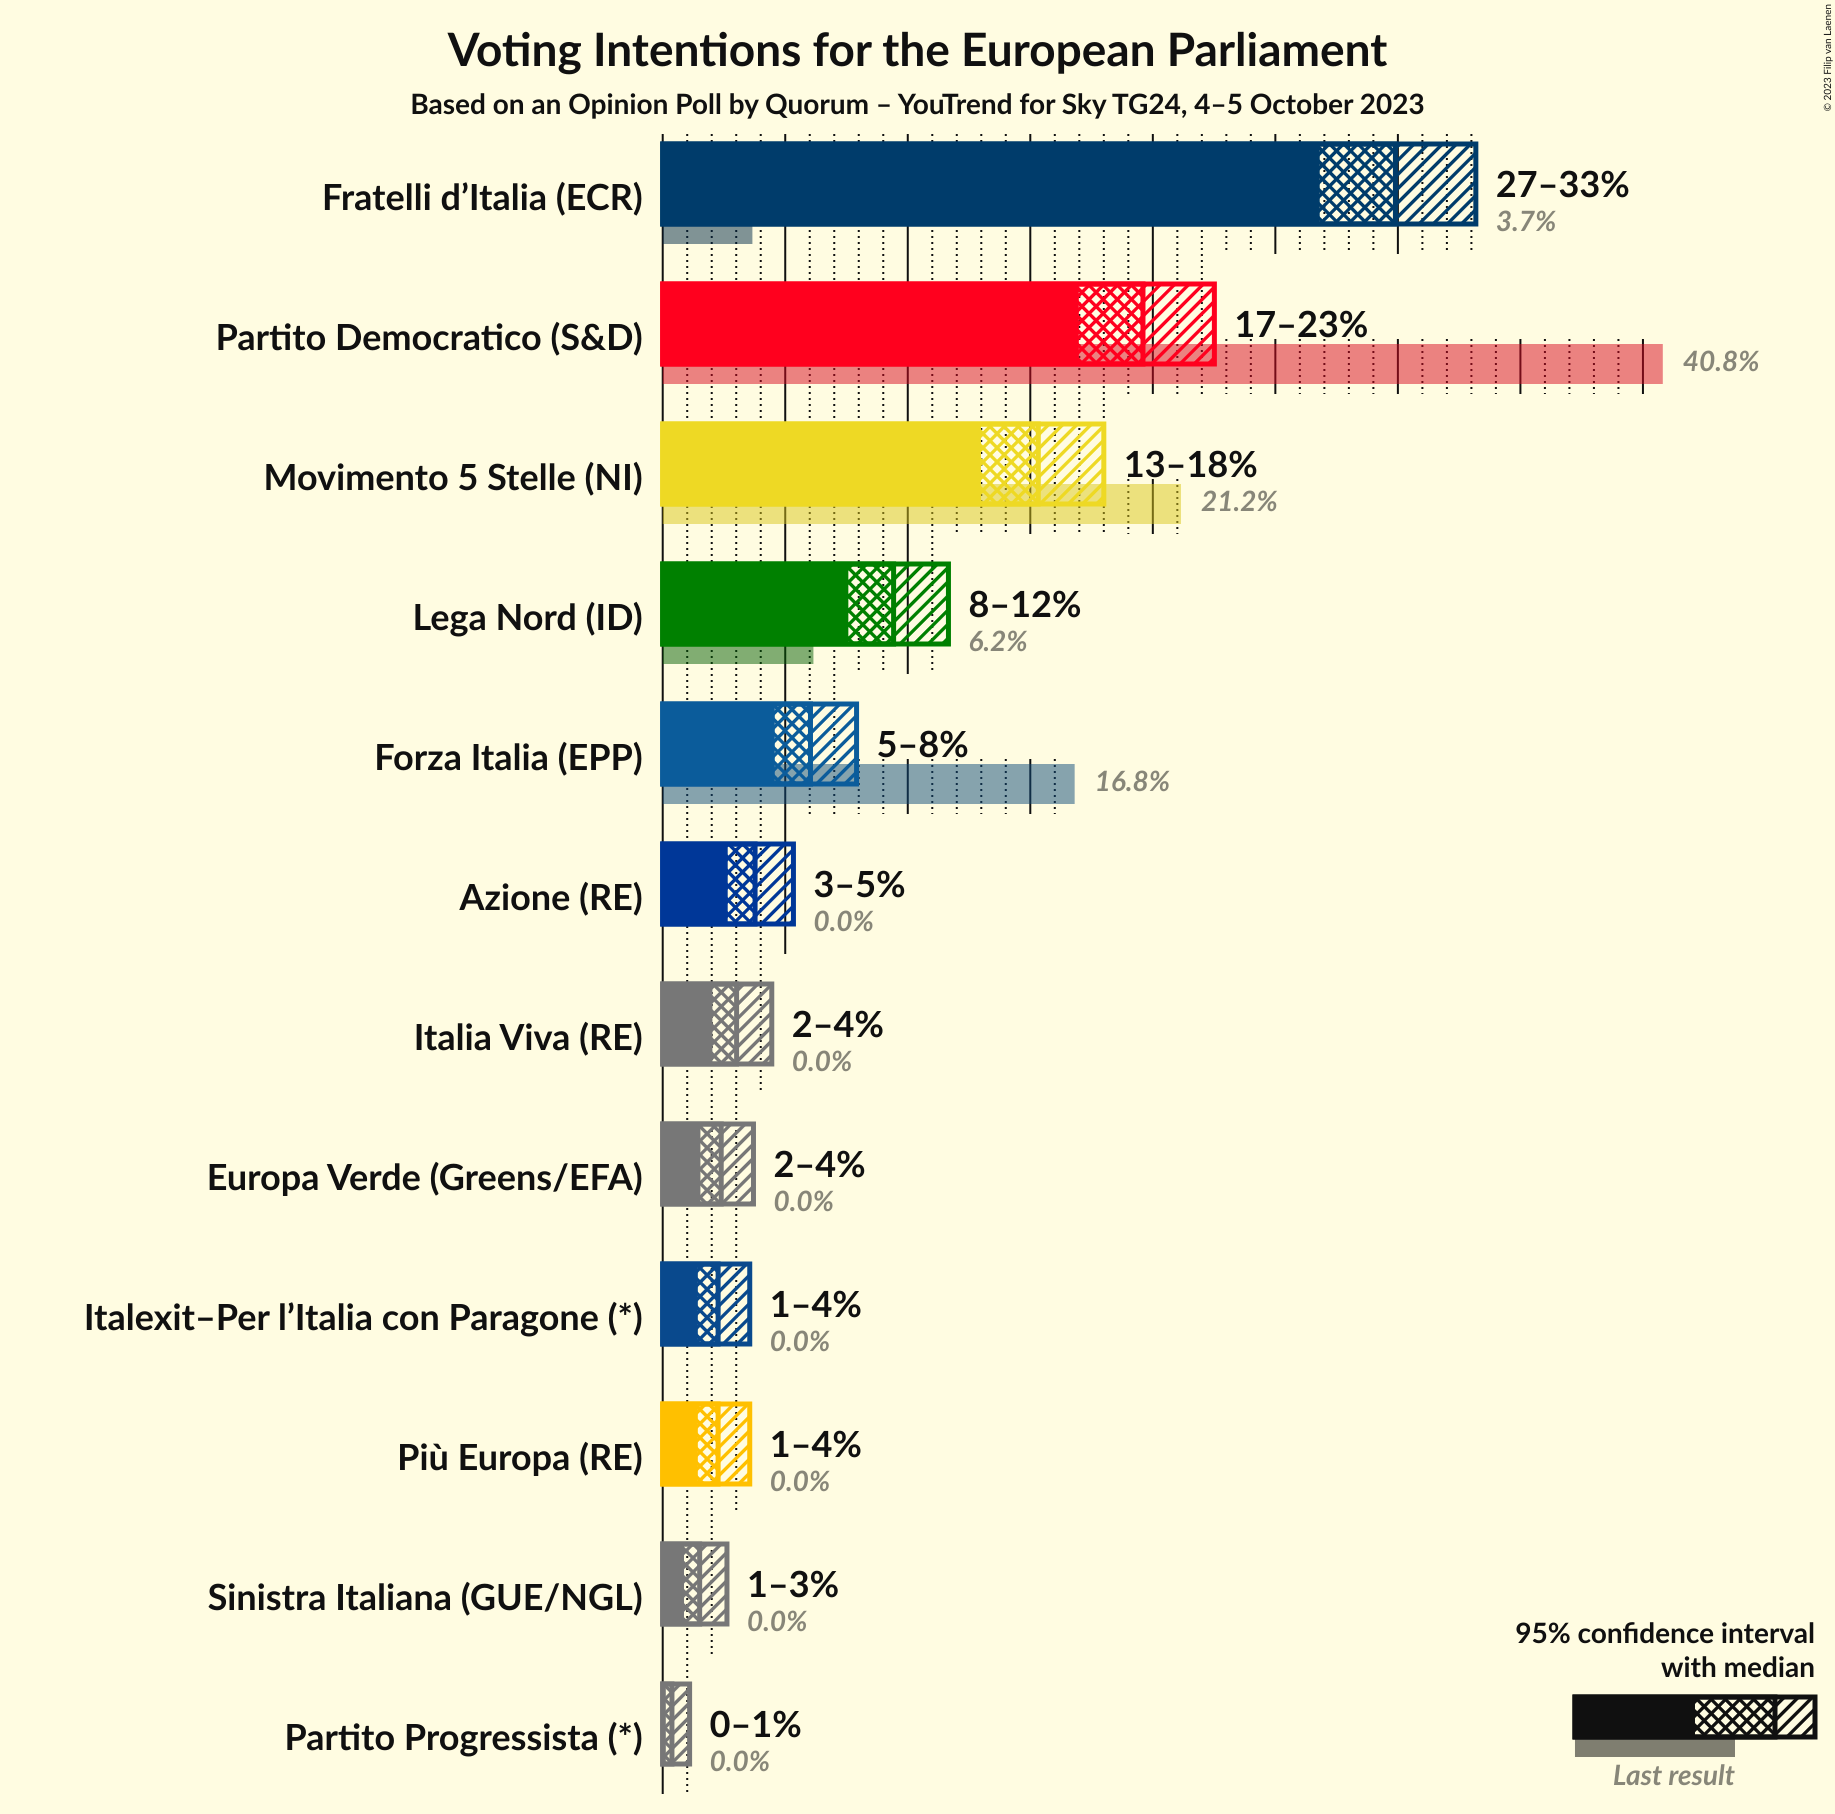 Voting Intentions for the European Parliament
Based on an Opinion Poll by Quorum – YouTrend for Sky TG24, 4–5 October 2023
© 2023 Filip van Laenen
Fratelli d’Italia (ECR)
27–33%
3.7%
Partito Democratico (S&D)
17–23%
40.8%
Movimento 5 Stelle (NI)
13–18%
21.2%
Lega Nord (ID)
8–12%
6.2%
Forza Italia (EPP)
5–8%
16.8%
Azione (RE)
3–5%
0.0%
Italia Viva (RE)
2–4%
0.0%
Europa Verde (Greens/EFA)
2–4%
0.0%
Italexit–Per l’Italia con Paragone (*)
1–4%
0.0%
Più Europa (RE)
1–4%
0.0%
Sinistra Italiana (GUE/NGL)
1–3%
0.0%
Partito Progressista (*)
0–1%
0.0%
95% confidence interval
with median
Last result